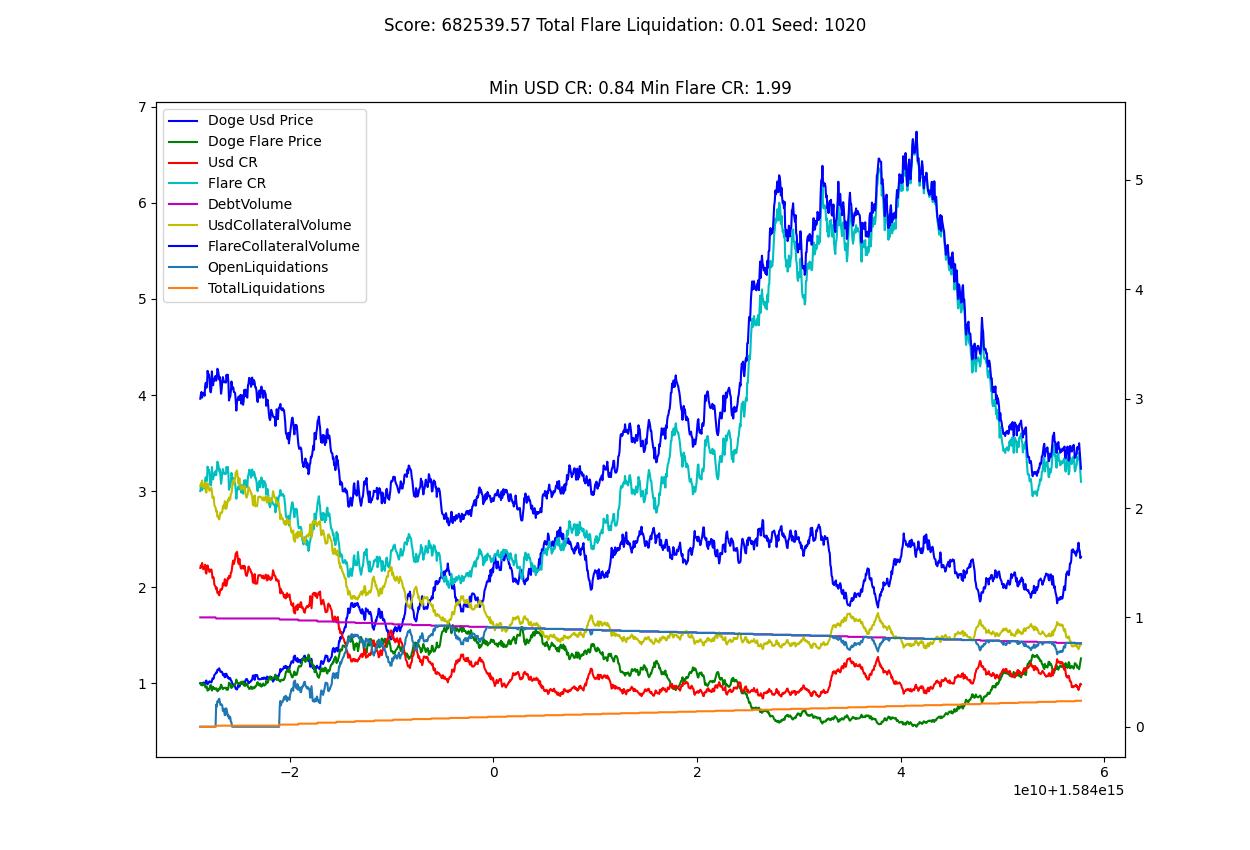 Score: 682539.57 Total Flare Liquidation: 0.01 Seed: 1020
Min USD CR: 0.84 Min Flare CR: 1.99
Doge Usd Price
Doge Flare Price
Usd CR
Flare CR
DebtVolume
UsdCollateralVolume
FlareCollateralVolume
OpenLiquidations
TotalLiquidations
7
6
5
4
3
2
1
5
4
3
2
1
0
−2
0
2
4
6
1e10+1.584e15